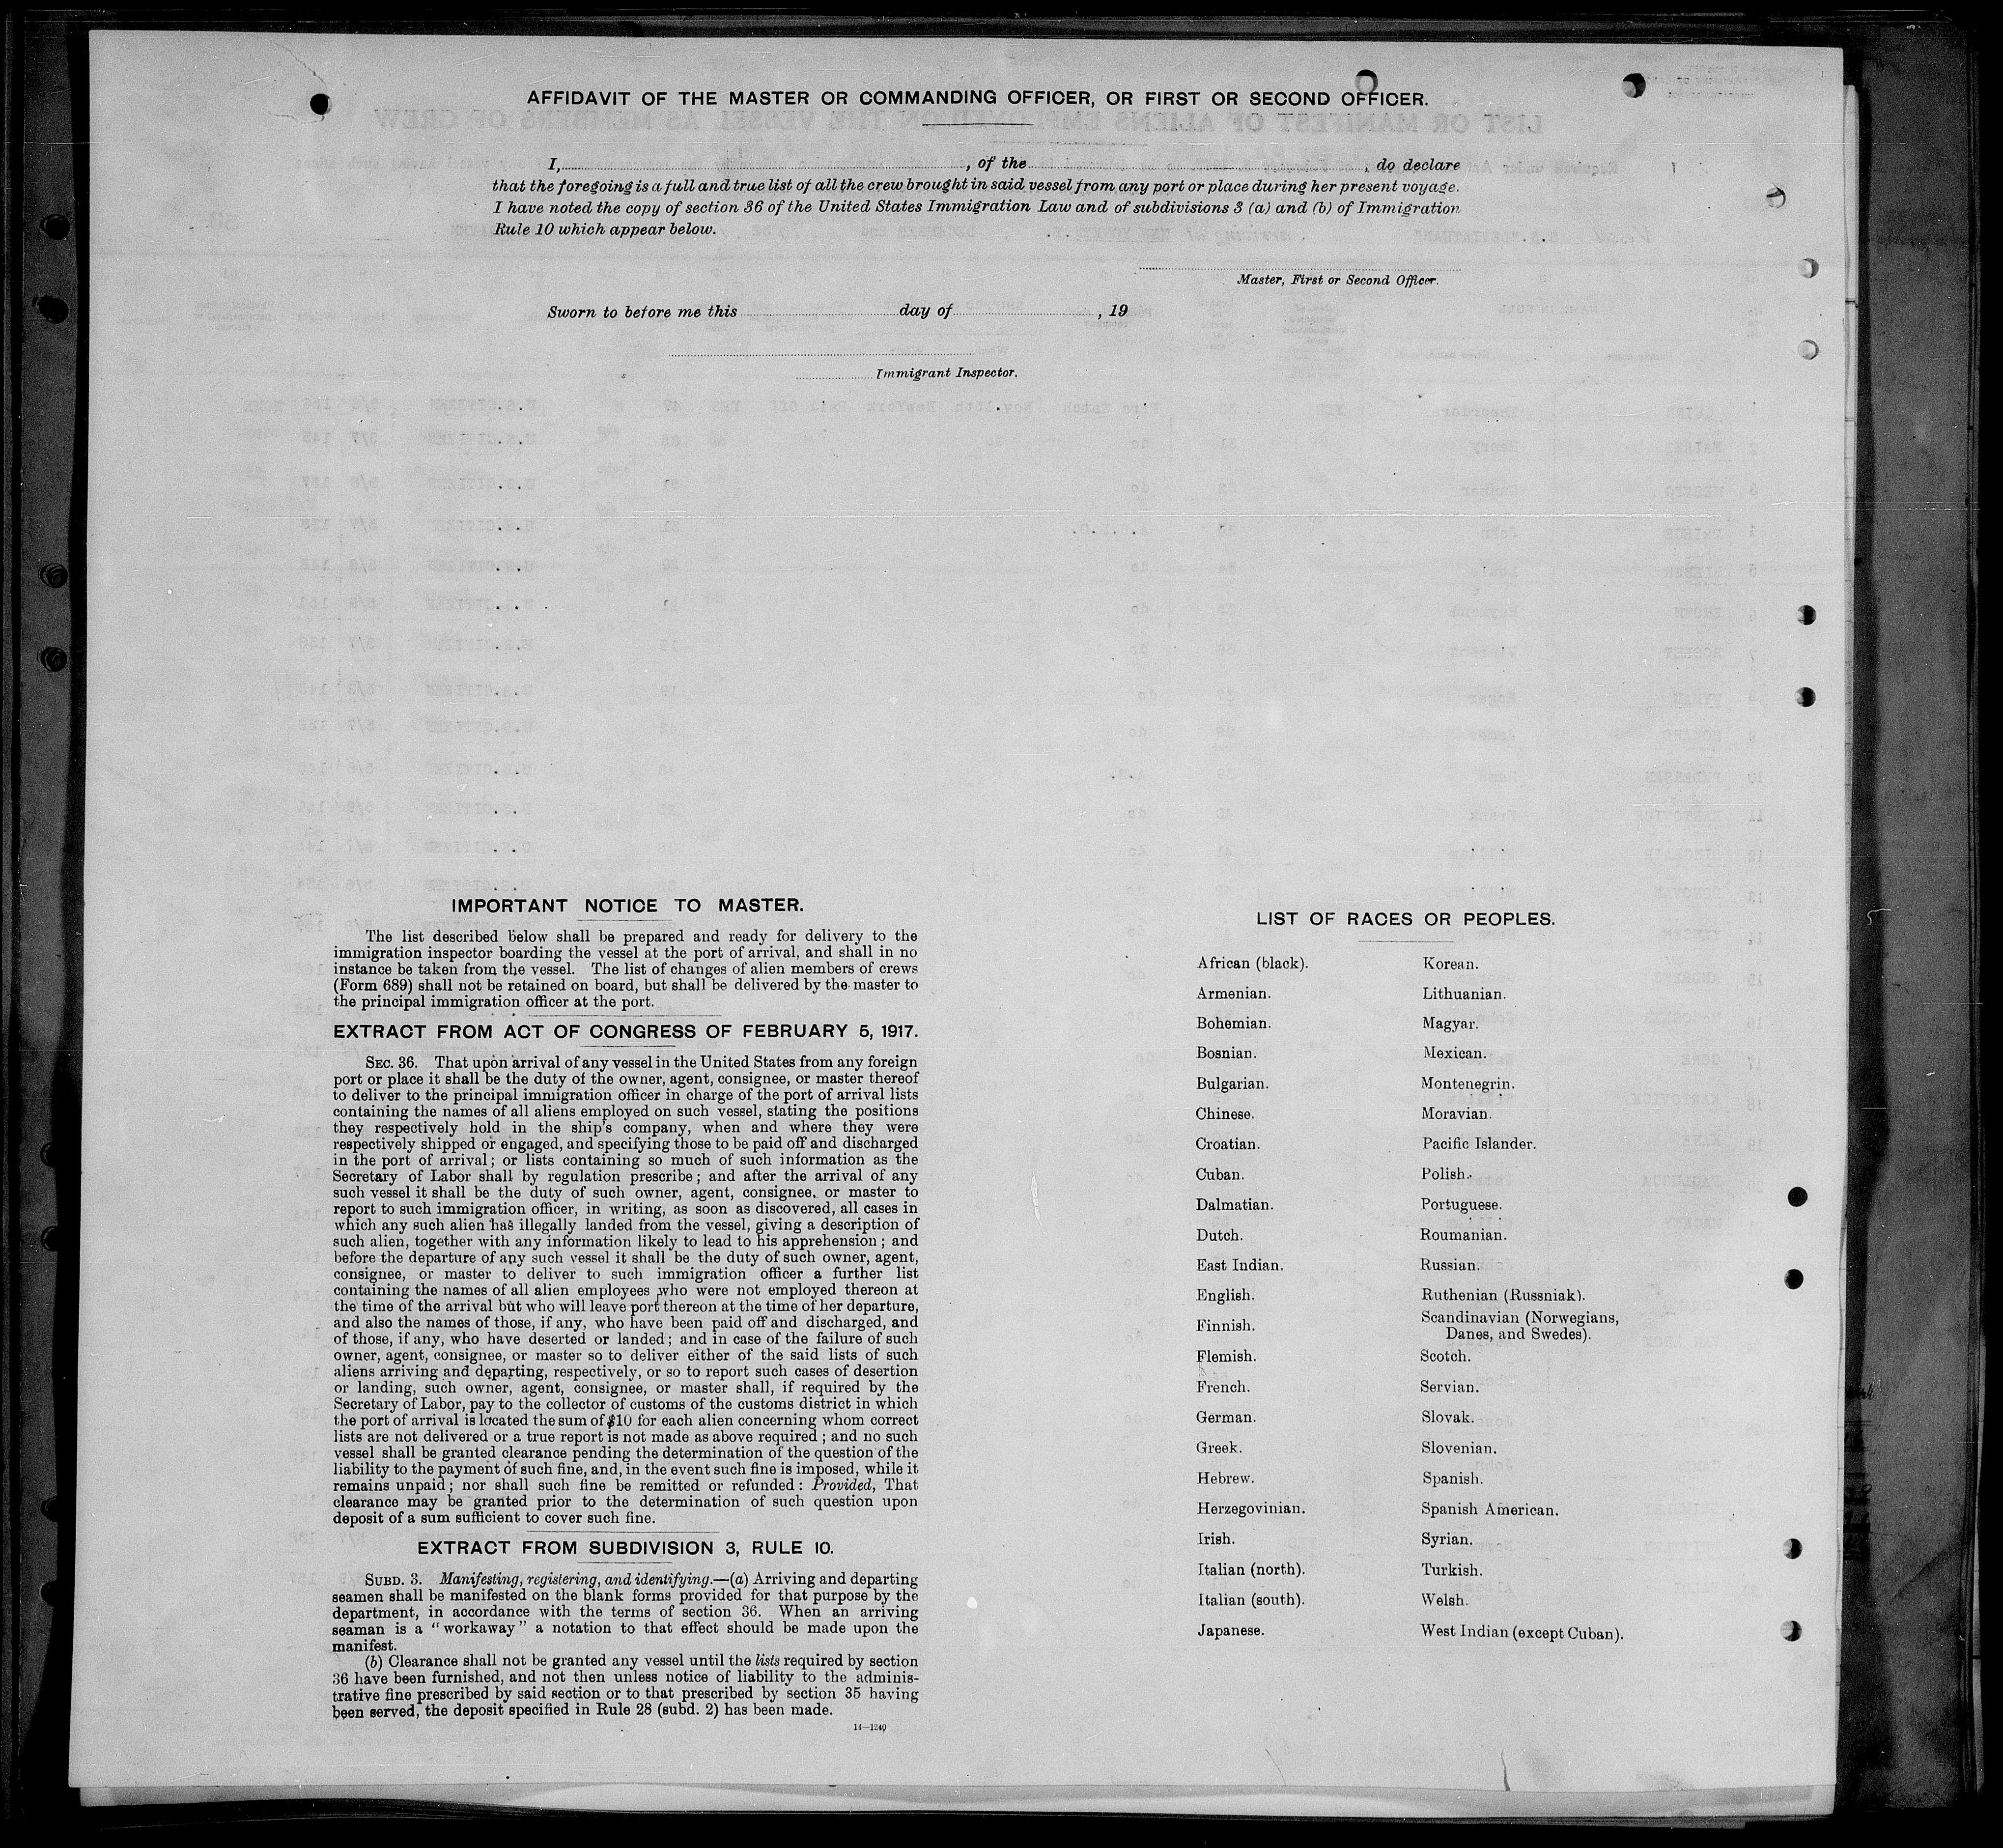 AFFIDAVIT OF THE MASTER OR COMMANDING OFFICER, OR FIRST OR SECOND OFFICER.
I, , of the , do declare
that the foregoing is a full and true list of all the crew brought in said vessel from any port or place during her present voyage.
I have noted the copy of section 36 of the United States Immigration Law and of subdivisions 3 (a) and (b) of Immigration
Rule 10 which appear below.
Master, First or Second Officer.
Sworn to before me this day of , 19
Immigrant Inspector.
IMPORTANT NOTICE TO MASTER.
The list described below shall be prepared and ready for delivery to the
immigration inspector boarding the vessel at the port of arrival, and shall in no
instance be taken from the vessel. The list of changes of alien members of crews
(Form 689) shall not be retained on board, but shall be delivered by the master to
the principal immigration officer at the port.
EXTRACT FROM ACT OF CONGRESS OF FEBRUARY 5, 1917.
SEC. 36. That upon arrival of any vessel in the United States from any foreign
port or place it shall be the duty of the owner, agent, consignee, or master thereof
to deliver to the principal immigration officer in charge of the port of arrival lists
containing the names of all aliens employed on such vessel, stating the positions
they respectively hold in the ship's company, when and where they were
respectively shipped or engaged, and specifying those to be paid off and discharged
in the port of arrival; or lists containing so much of such information as the
Secretary of Labor shall by regulation prescribe; and after the arrival of any
such vessel it shall be the duty of such owner, agent, consignee, or master to
report to such immigration officer, in writing, as soon as discovered, all cases in
which any such alien has illegally landed from the vessel, giving a description of
such alien, together with any information likely to lead to his apprehension; and
before the departure of any such vessel it shall be the duty of such owner, agent,
consignee, or master to deliver to such immigration officer a further list
containing the names of all alien employees who were not employed thereon at
the time of the arrival but who will leave port thereon at the time of her departure,
and also the names of those, if any, who have been paid off and discharged, and
of those, if any, who have deserted or landed; and in case of the failure of such
owner, agent, consignee, or master so to deliver either of the said lists of such
aliens arriving and departing, respectively, or so to report such cases of desertion
or landing, such owner, agent, consignee, or master shall, if required by the
Secretary of Labor, pay to the collector of customs of the customs district in which
the port of arrival is located the sum of $10 for each alien concerning whom correct
lists are not delivered or a true report is not made as above required; and no such
vessel shall be granted clearance pending the determination of the question of the
liability to the payment of such fine, and, in the event such fine is imposed, while it
remains unpaid; nor shall such fine be remitted or refunded: Provided, That
clearance may be granted prior to the determination of such question upon
deposit of a sum sufficient to cover such fine.
EXTRACT FROM SUBDIVISION 3, RULE 10.
SUBD. 3. Manifesting, registering, and identifying.—(a) Arriving and departing
seamen shall be manifested on the blank forms provided for that purpose by the
department, in accordance with the terms of section 36. When an arriving
seaman is a "workaway" a notation to that effect should be made upon the
manifest.
(b) Clearance shall not be granted any vessel until the lists required by section
36 have been furnished, and not then unless notice of liability to the adminis-
trative fine prescribed by said section or to that prescribed by section 35 having
been served, the deposit specified in Rule 28 (subd. 2) has been made.
14—1240
LIST OF RACES OR PEOPLES.
African (black).
Armenian.
Bohemian.
Bosnian.
Bulgarian.
Chinese.
Croatian.
Cuban.
Dalmatian.
Dutch.
East Indian.
English.
Finnish.
Flemish.
French.
German.
Greek.
Hebrew.
Herzegovinian.
Irish.
Italian (north).
Italian (south).
Japanese.
Korean.
Lithuanian.
Magyar.
Mexican.
Montenegrin.
Moravian.
Pacific Islander.
Polish.
Portuguese.
Roumanian.
Russian.
Ruthenian (Russniak).
Scandinavian (Norwegians,
Danes, and Swedes).
Scotch.
Servian.
Slovak.
Slovenian.
Spanish.
Spanish American.
Syrian.
Turkish.
Welsh.
West Indian (except Cuban).